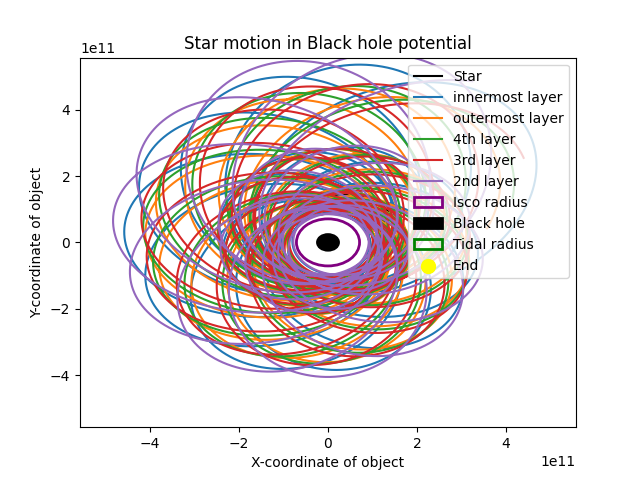 Star motion in Black hole potential
1e11
Y-coordinate of object
4
2
0
−2
−4
Star
innermost layer
outermost layer
4th layer
3rd layer
2nd layer
Isco radius
Black hole
Tidal radius
End
−4 −2 0 2 4
X-coordinate of object
1e11